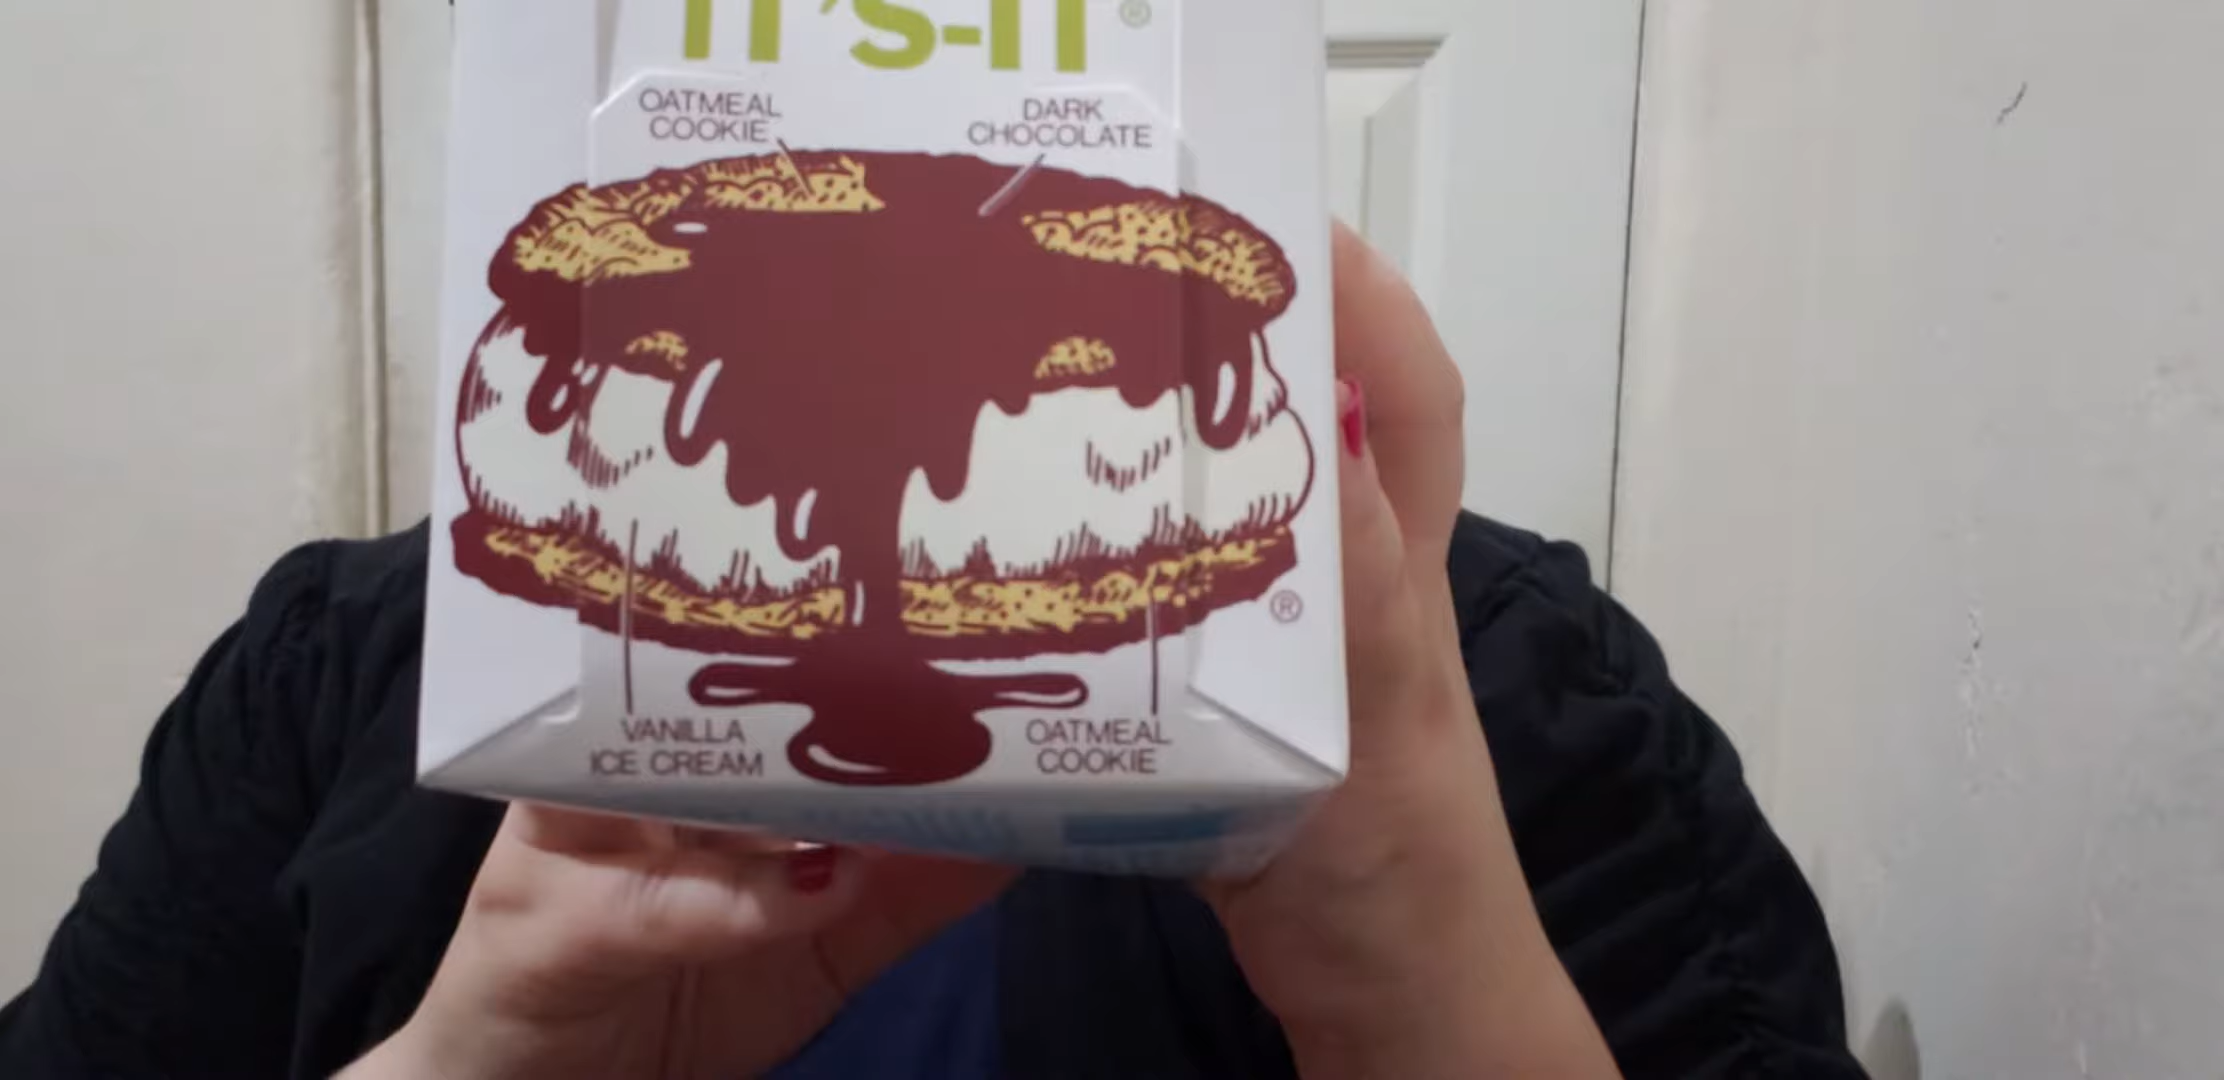 IT'S-IT®
OATMEAL
COOKIE
DARK
CHOCOLATE
®
VANILLA
ICE CREAM
OATMEAL
COOKIE